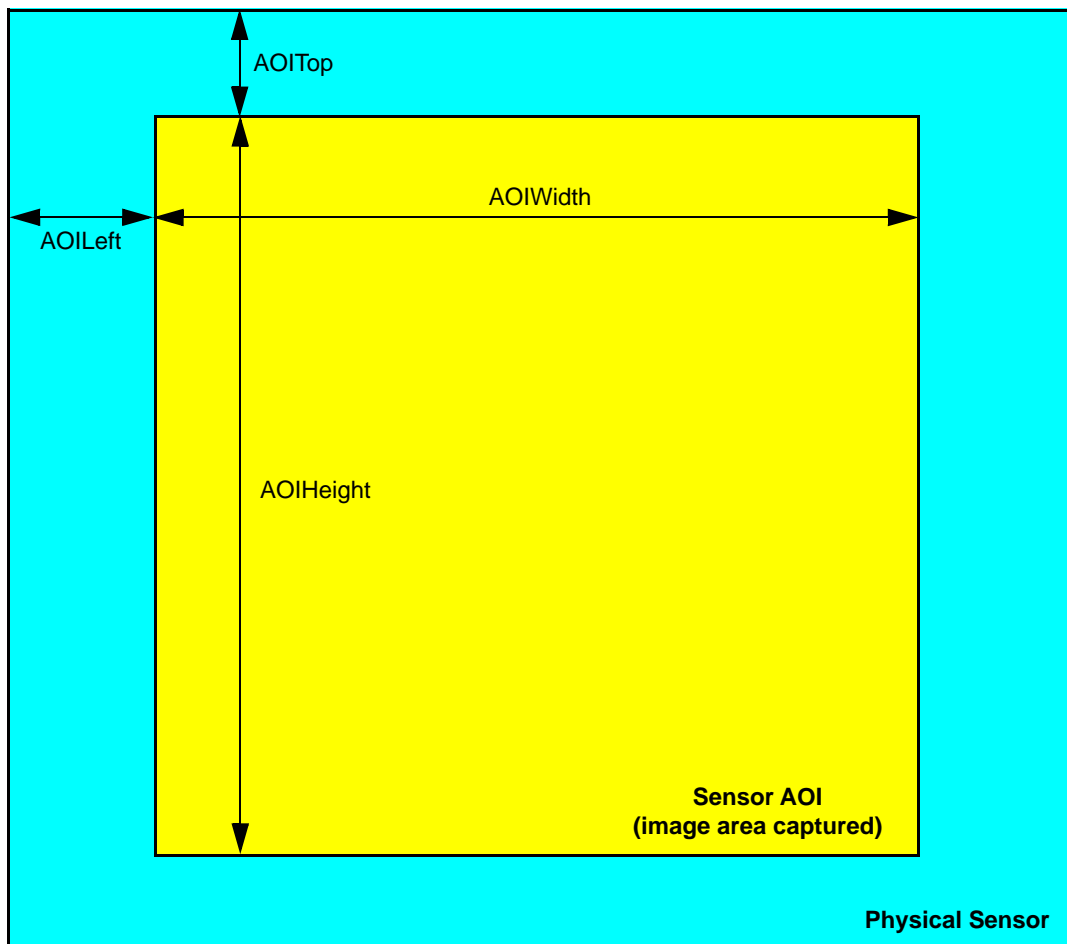 AOITop
AOIWidth
AOILeft
AOIHeight
Sensor AOI
(image area captured)
Physical Sensor